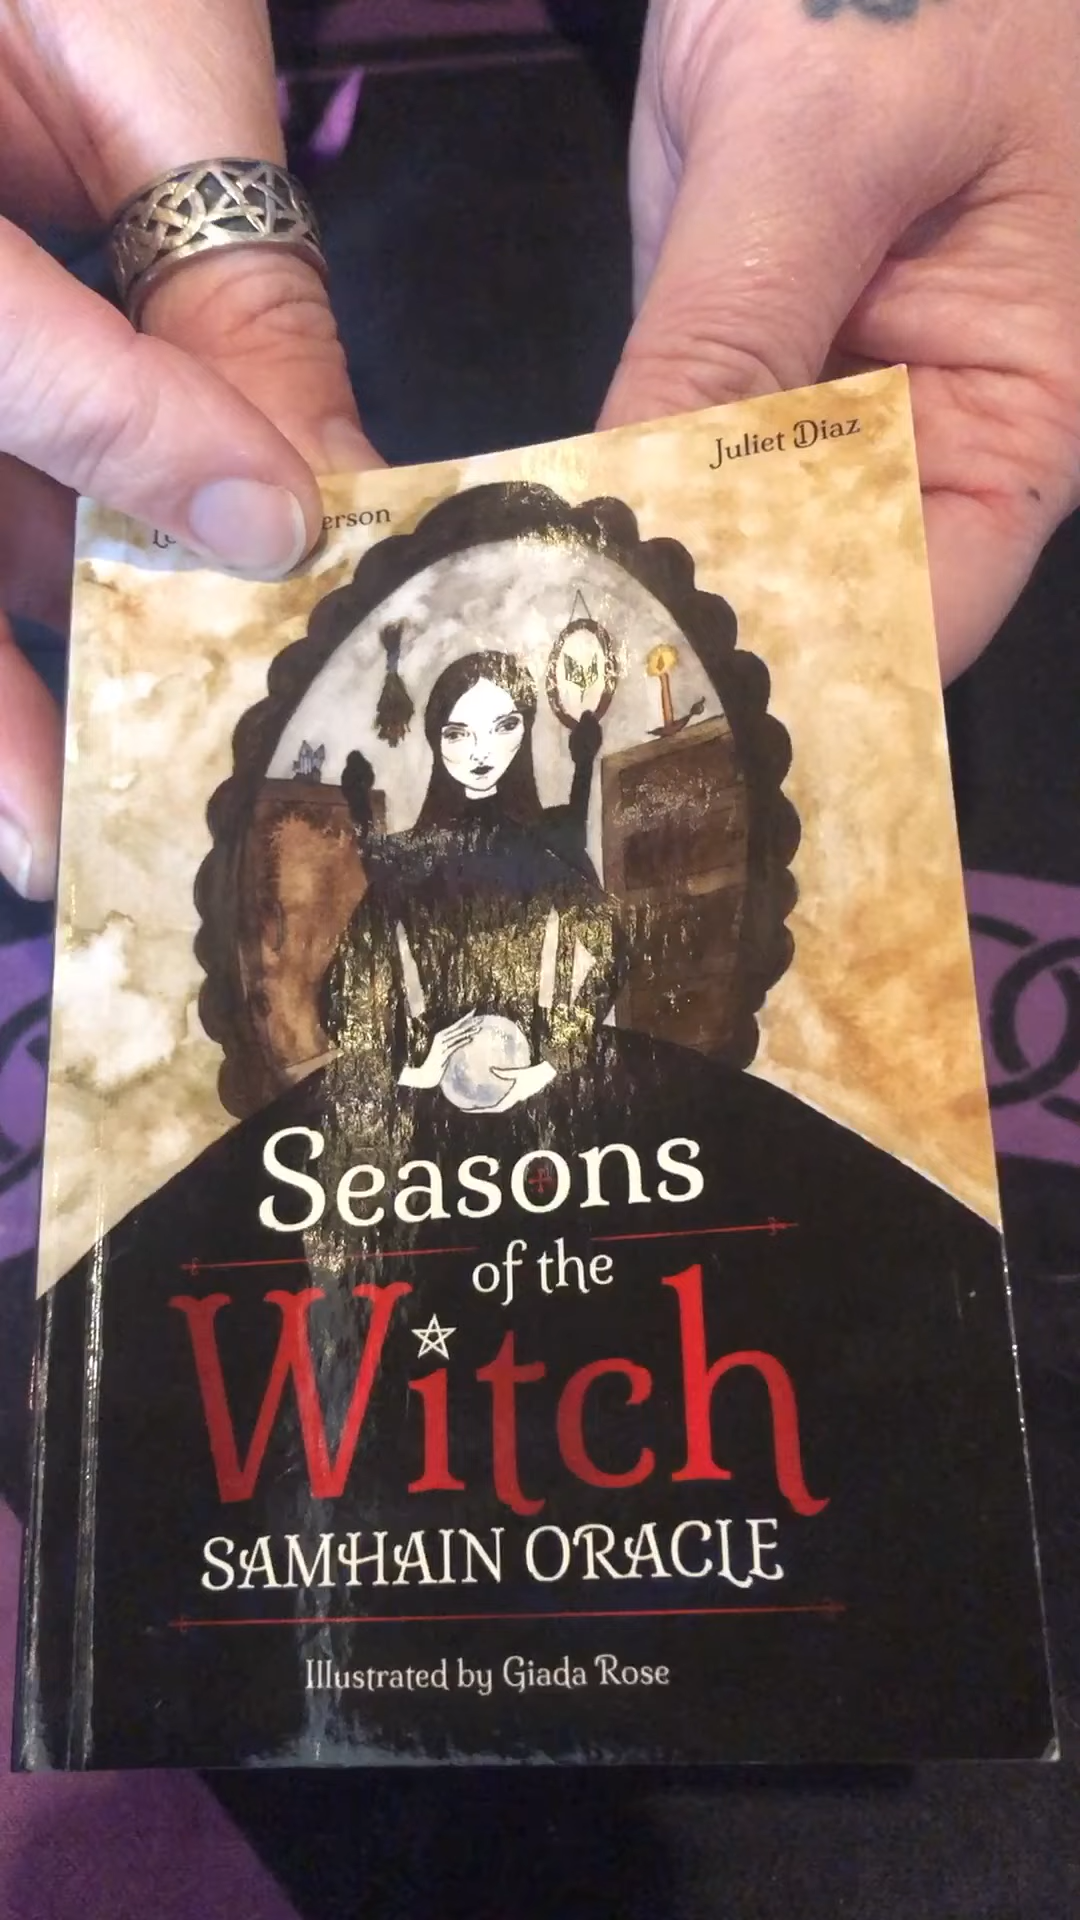 erson
Juliet Diaz
Seasons
of the
Witch
SAMHAIN ORACLE
Illustrated by Giada Rose